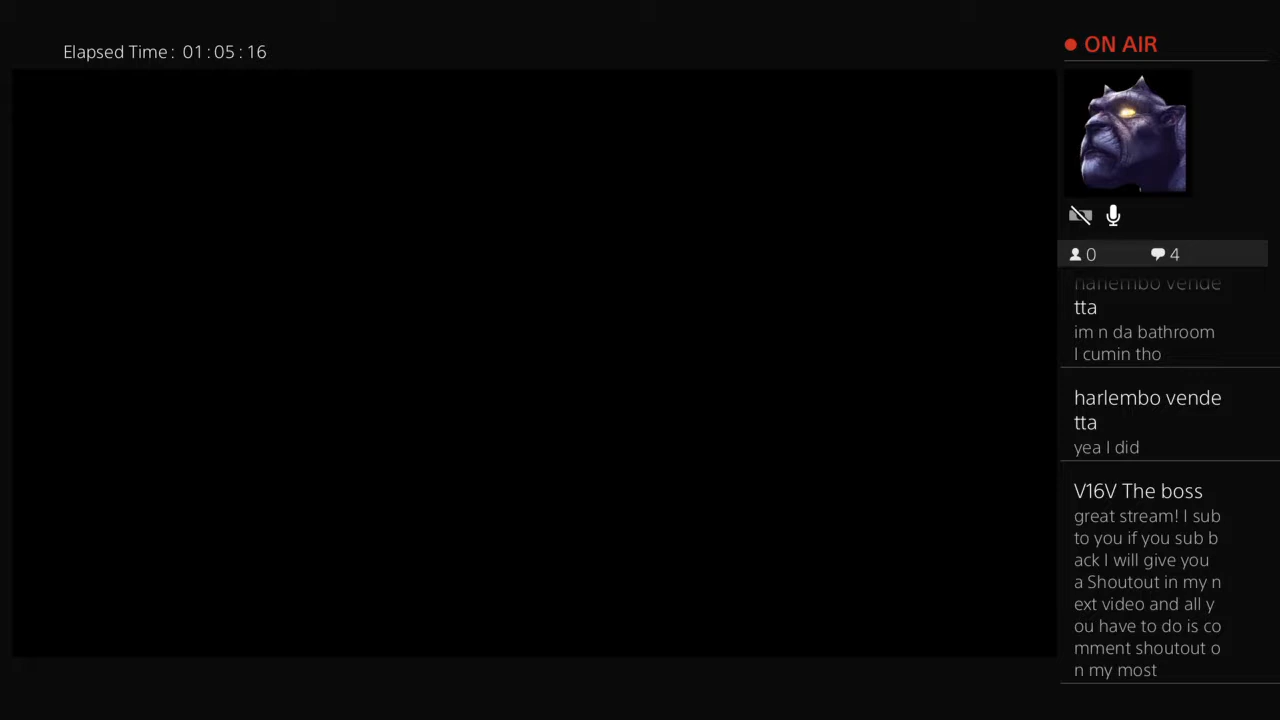 Elapsed Time: 01:05:16
ON AIR
0 4
harlembo vende
tta
im n da bathroom
I cumin tho
harlembo vende
tta
yea I did
V16V The boss
great stream! I sub
to you if you sub b
ack I will give you
a Shoutout in my n
ext video and all y
ou have to do is co
mment shoutout o
n my most